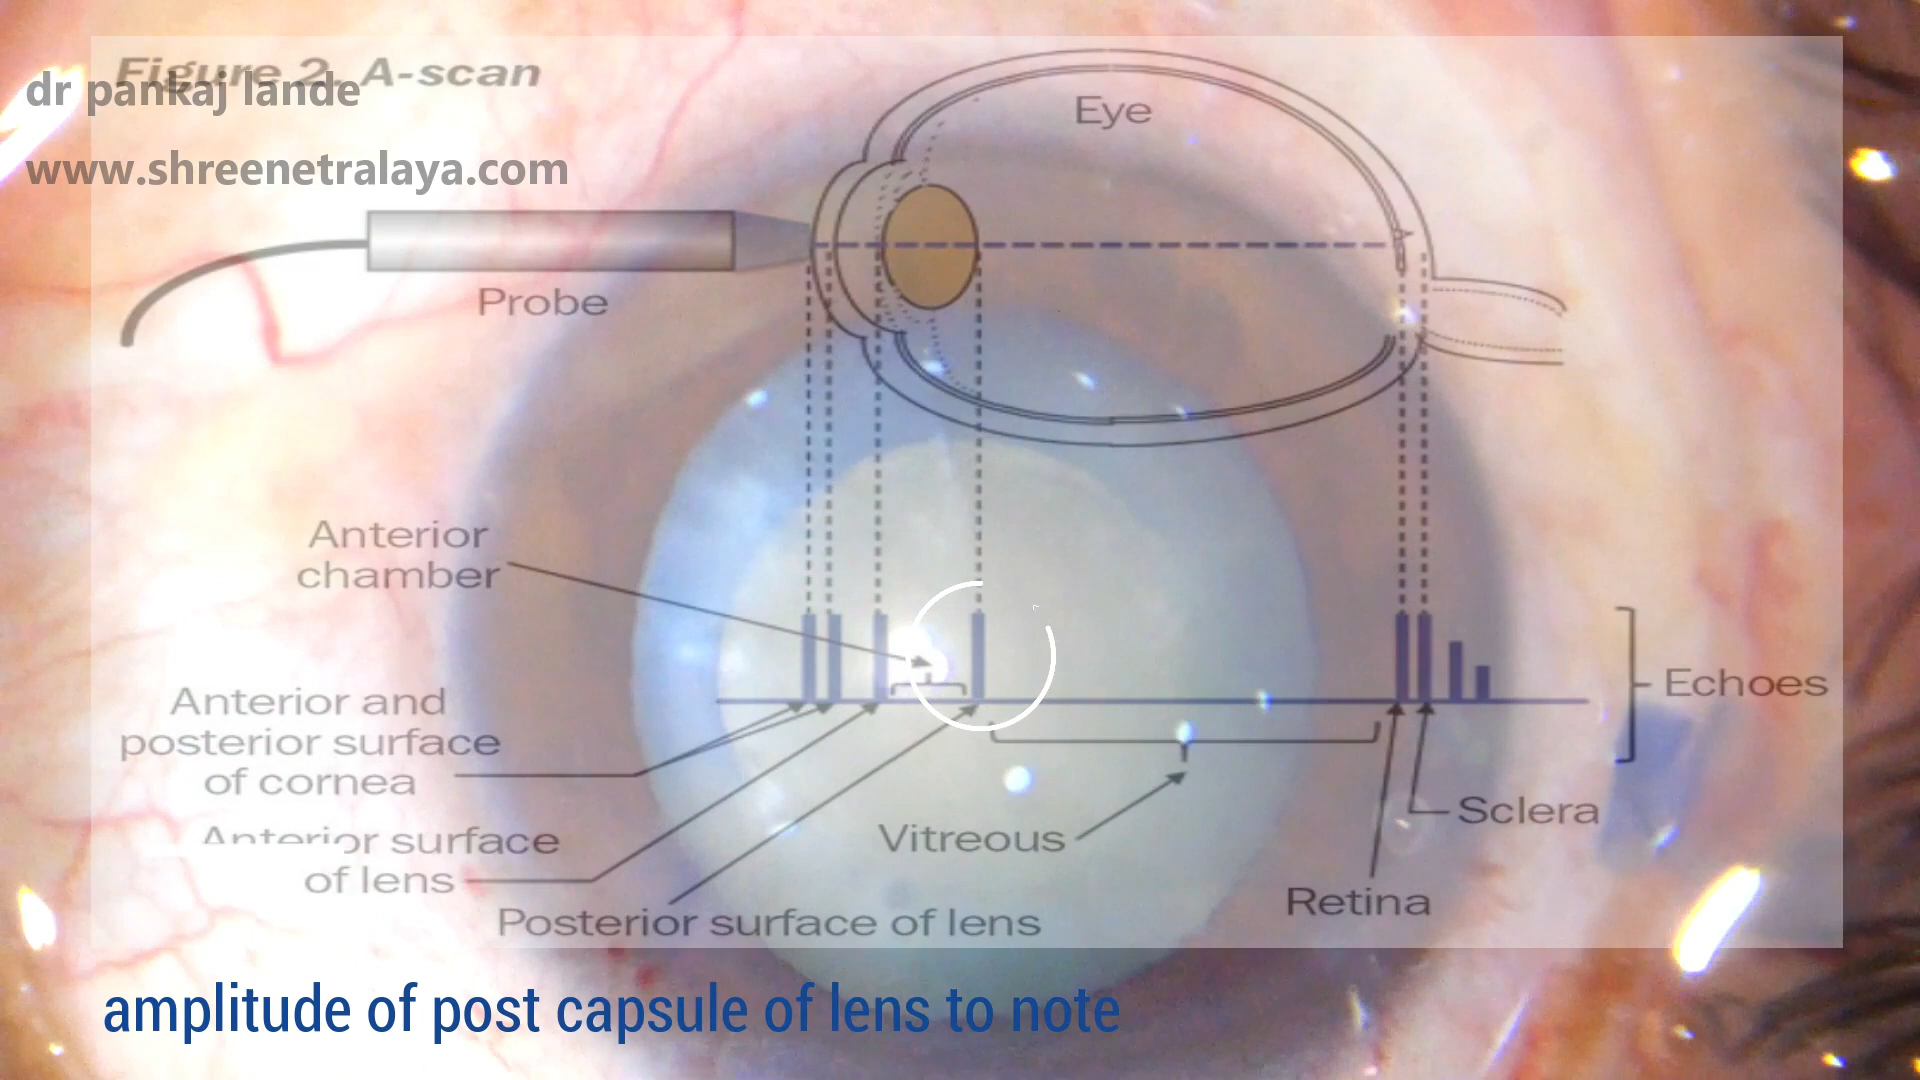 Figure 2. A-scan
dr pankaj lande
www.shreenetralaya.com
Eye
Probe
Anterior
chamber
Anterior and
posterior surface
of cornea
Anterior surface
of lens
Posterior surface of lens
Vitreous
Retina
Sclera
Echoes
amplitude of post capsule of lens to note